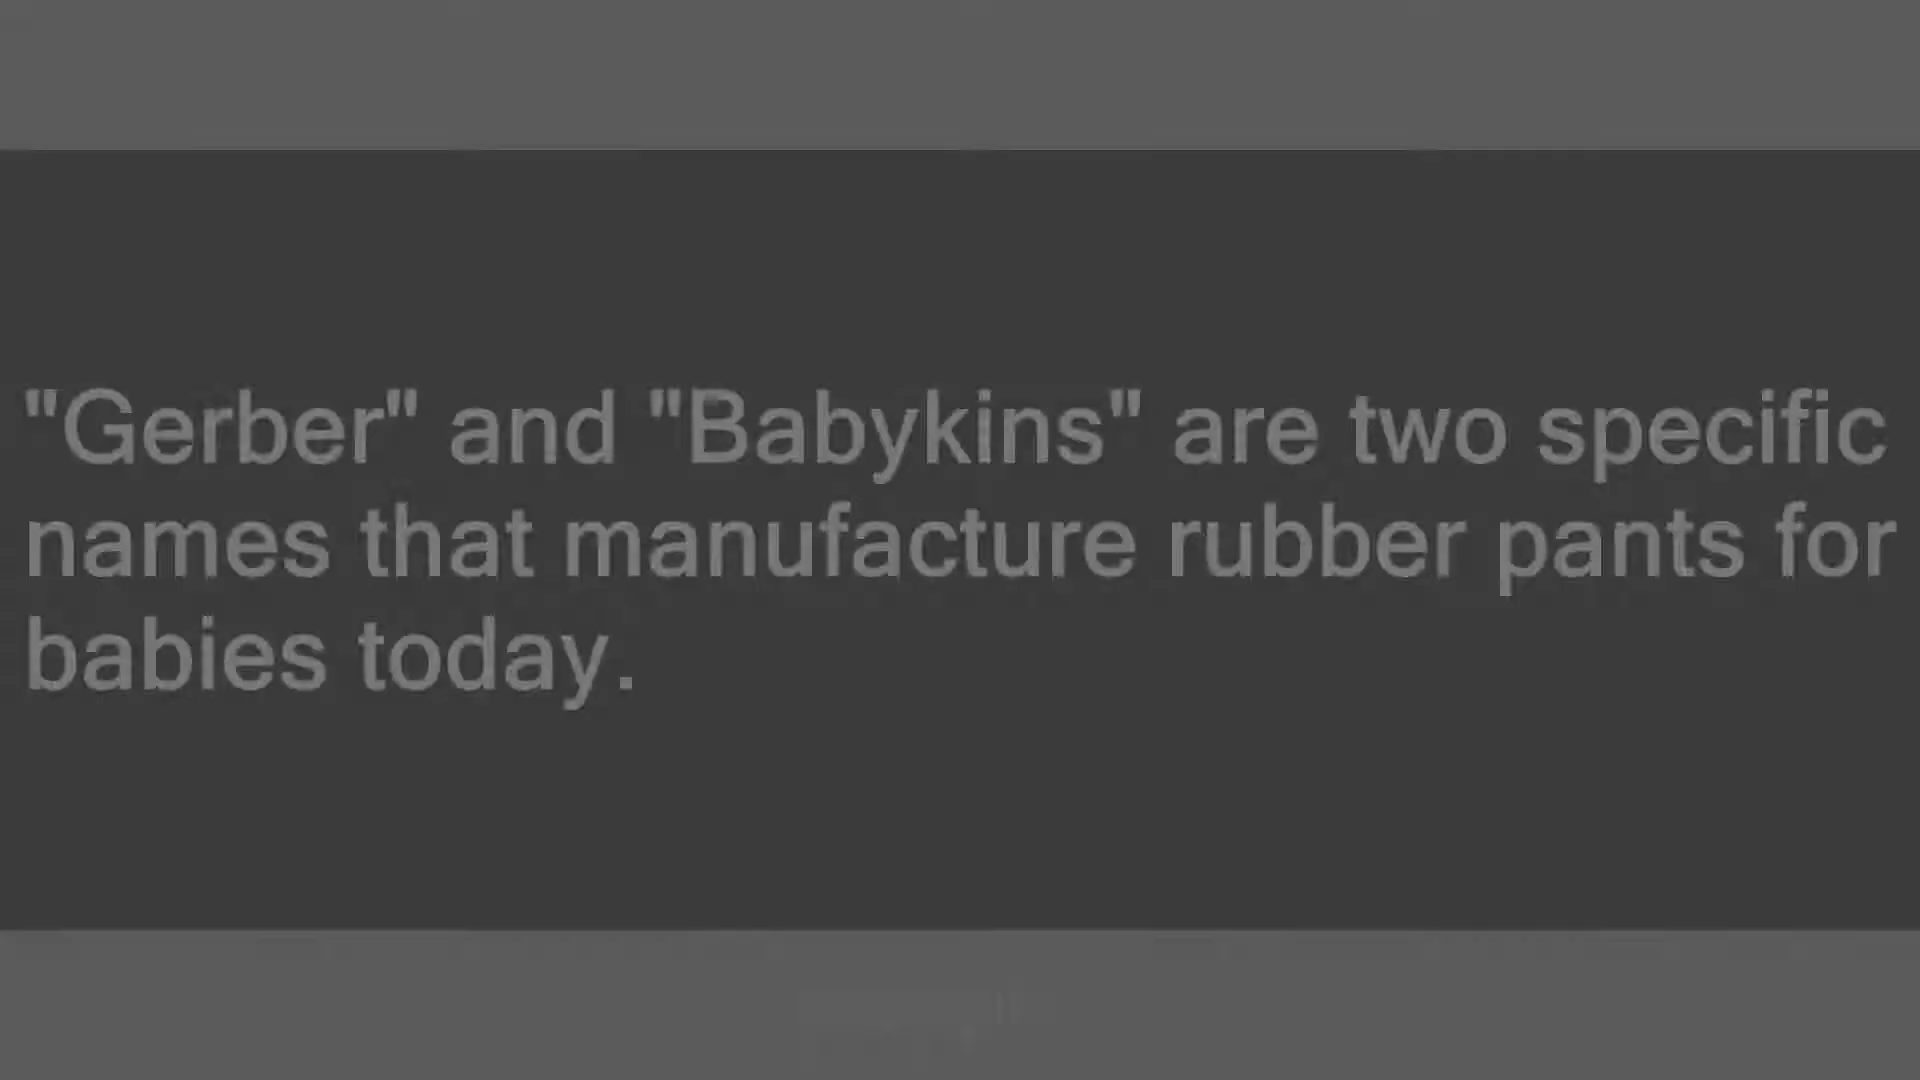 "Gerber" and "Babykins" are two specific
names that manufacture rubber pants for
babies today.